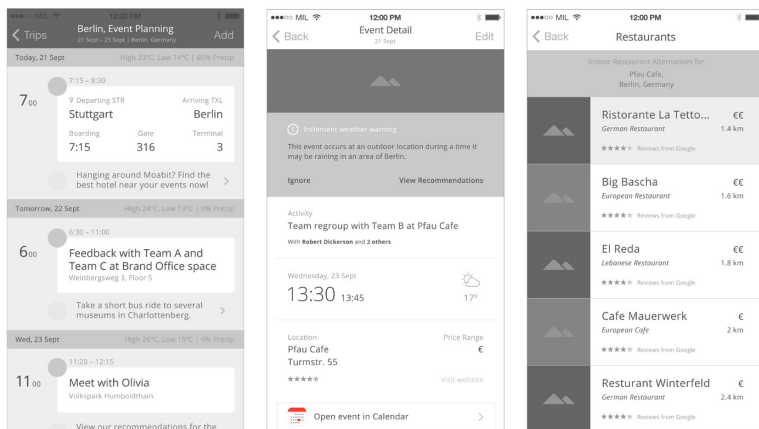 MIL 12:00 PM
Trips
Berlin, Event Planning
21 Sept – 25 Sept | Berlin, Germany
Add
Today, 21 Sept High 23°C, Low 14°C | 60% Precip
7:15 – 8:30
7 00
Departing STR Arriving TXL
Stuttgart Berlin
Boarding Gate Terminal
7:15 316 3
Hanging around Moabit? Find the
best hotel near your events now!
Tomorrow, 22 Sept High 24°C, Low 13°C | 0% Precip
6:30 – 11:00
6 00
Feedback with Team A and
Team C at Brand Office space
Weinbergsweg 3, Floor 5
Take a short bus ride to several
museums in Charlottenberg.
Wed, 23 Sept High 26°C, Low 15°C | 0% Precip
11:20 – 12:15
11 00
Meet with Olivia
Volkspark Humboldthain
View our recommendations for the
MIL 12:00 PM
Back
Event Detail
21 Sept
Edit
Inclement weather warning
This event occurs at an outdoor location during a time it
may be raining in an area of Berlin.
Ignore View Recommendations
Activity
Team regroup with Team B at Pfau Cafe
With Robert Dickerson and 2 others
Wednesday, 23 Sept
13:30 13:45 17°
Location Price Range
Pfau Cafe €
Turmstr. 55
Visit website
Open event in Calendar
MIL 12:00 PM
Back Restaurants
Indoor Restaurant Alternatives for
Pfau Cafe,
Berlin, Germany
Ristorante La Tetto... €€
German Restaurant 1.4 km
Reviews from Google
Big Bascha €€
European Restaurant 1.6 km
Reviews from Google
El Reda €€
Lebanese Restaurant 1.8 km
Reviews from Google
Cafe Mauerwerk €
European Cafe 2 km
Reviews from Google
Resturant Winterfeld €
German Restaurant 2.4 km
Reviews from Google